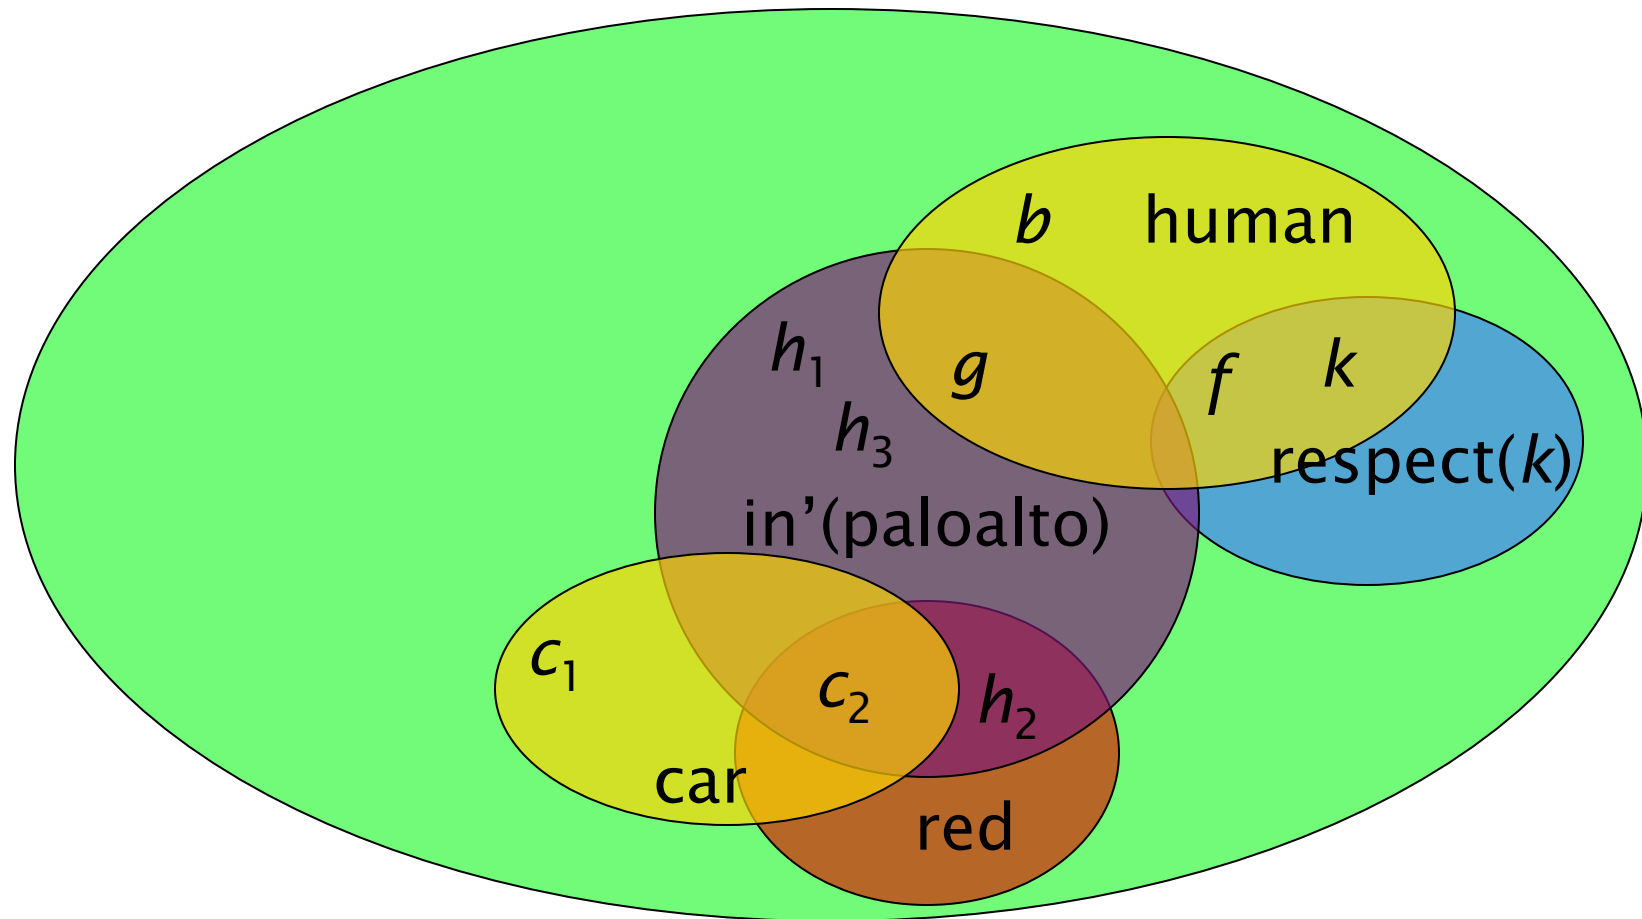 b human
h₁ g f k
h₃ respect(k)
in’(paloalto)
c₁ c₂ h₂
car
red